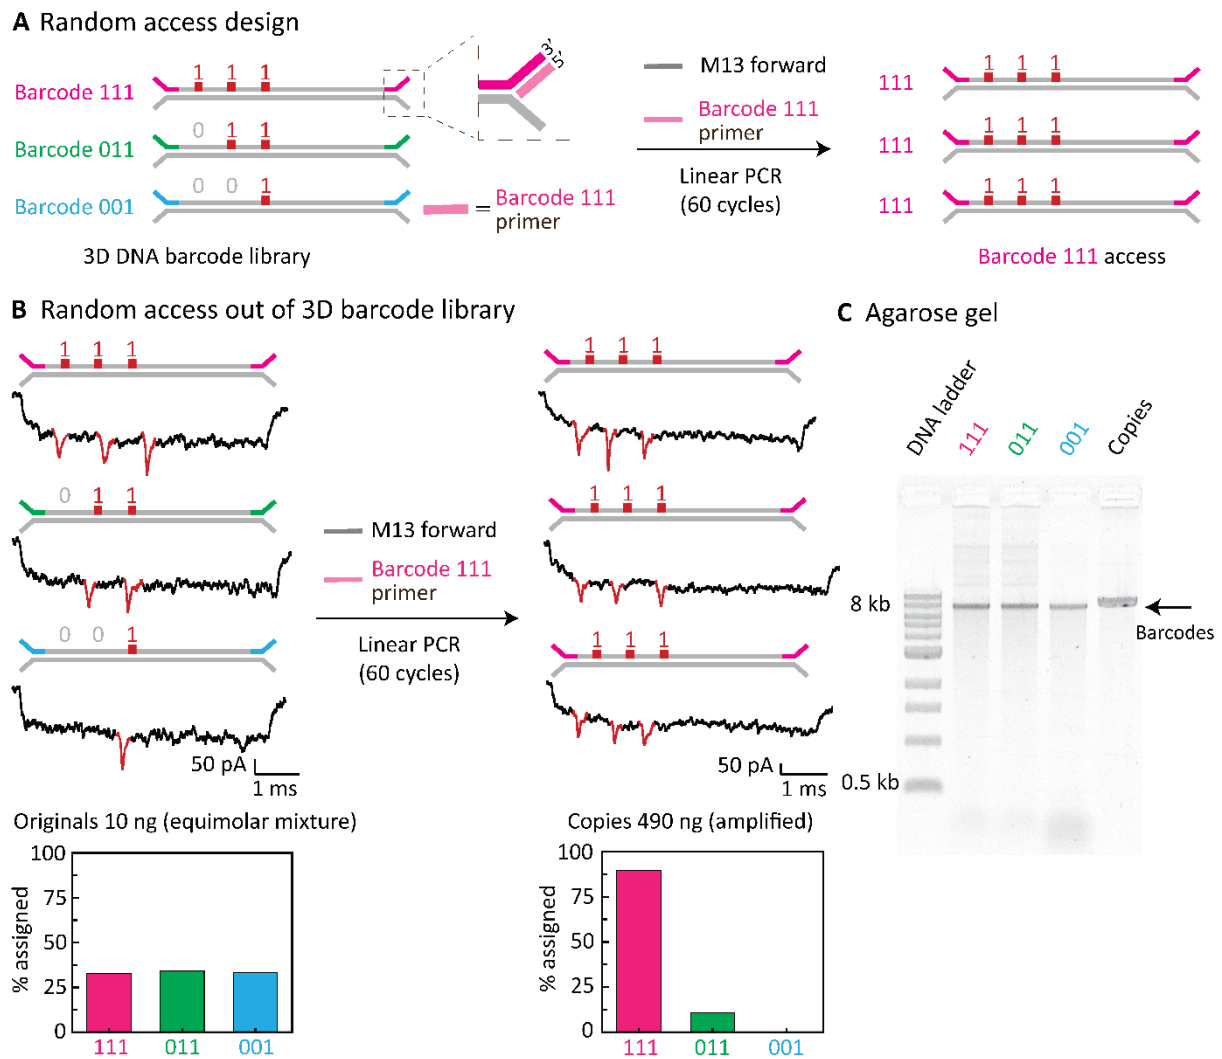 A Random access design
Barcode 111
1 1 1
Barcode 011
0 1 1
Barcode 001
0 0 1
3D DNA barcode library
3'
5'
= Barcode 111
primer
M13 forward
Barcode 111
primer
Linear PCR
(60 cycles)
111
1 1 1
111
1 1 1
111
1 1 1
Barcode 111 access
B Random access out of 3D barcode library
1 1 1
0 1 1
0 0 1
50 pA
1 ms
M13 forward
Barcode 111
primer
Linear PCR
(60 cycles)
1 1 1
1 1 1
1 1 1
50 pA
1 ms
Originals 10 ng (equimolar mixture)
% assigned
100
75
50
25
0
111 011 001
Copies 490 ng (amplified)
% assigned
100
75
50
25
0
111 011 001
C Agarose gel
DNA ladder
111
011
001
Copies
8 kb
Barcodes
0.5 kb